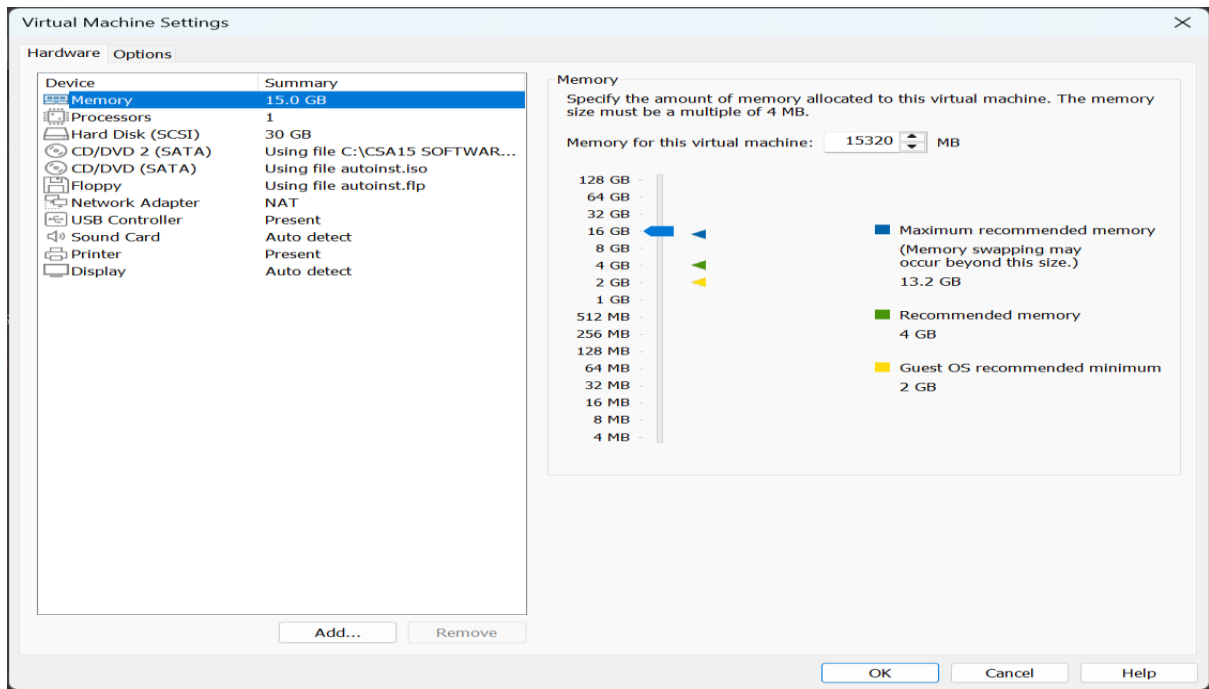 Virtual Machine Settings
Hardware Options
Device Summary
Memory 15.0 GB
Processors 1
Hard Disk (SCSI) 30 GB
CD/DVD 2 (SATA) Using file C:\CSA15 SOFTWAR...
CD/DVD (SATA) Using file autoinst.iso
Floppy Using file autoinst.flp
Network Adapter NAT
USB Controller Present
Sound Card Auto detect
Printer Present
Display Auto detect
Add... Remove
Memory
Specify the amount of memory allocated to this virtual machine. The memory
size must be a multiple of 4 MB.
Memory for this virtual machine: 15320 MB
128 GB
64 GB
32 GB
16 GB
8 GB
4 GB
2 GB
1 GB
512 MB
256 MB
128 MB
64 MB
32 MB
16 MB
8 MB
4 MB
Maximum recommended memory
(Memory swapping may
occur beyond this size.)
13.2 GB
Recommended memory
4 GB
Guest OS recommended minimum
2 GB
OK Cancel Help